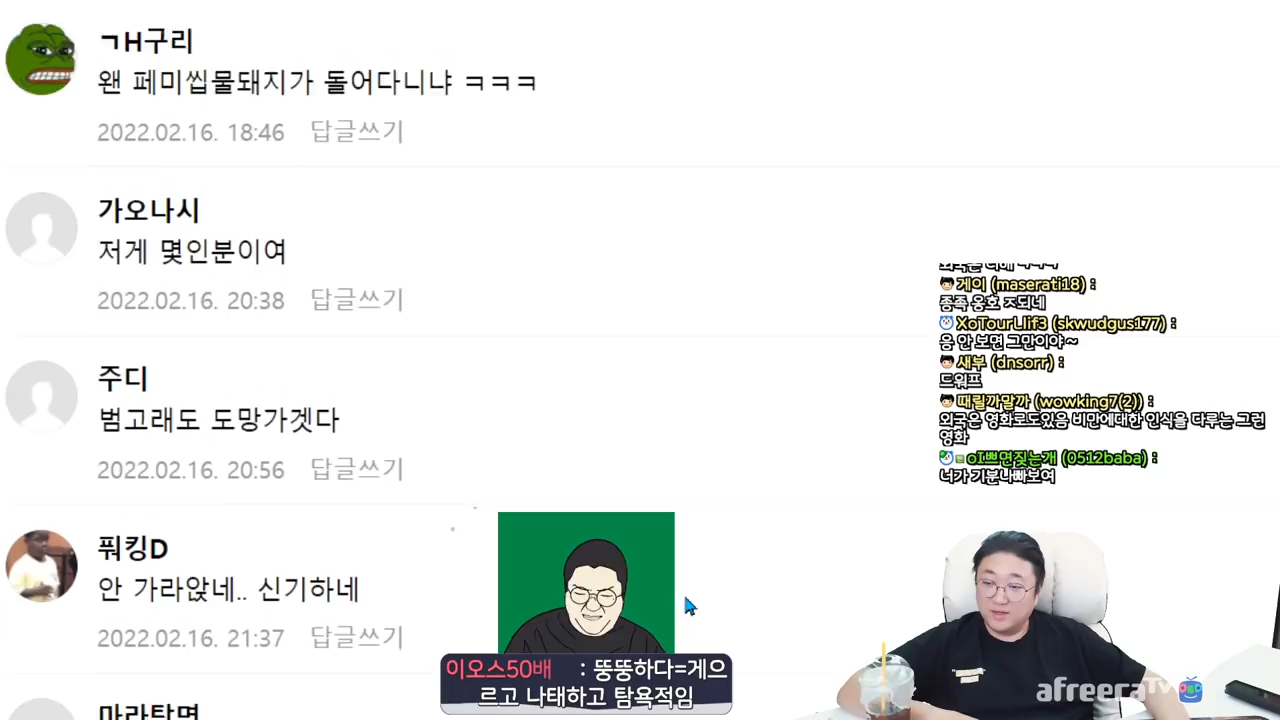 ㄱH구리
왠 페미씹물돼지가 돌어다니냐 ㅋㅋㅋ
2022.02.16. 18:46 답글쓰기
가오나시
저게 몇인분이여
2022.02.16. 20:38 답글쓰기
주디
범고래도 도망가겟다
2022.02.16. 20:56 답글쓰기
풔킹D
안 가라앉네.. 신기하네
2022.02.16. 21:37 답글쓰기
게이 (maserati18) :
종족 옹호 ㅈ되네
XoTourLlif3 (skwudgus177) :
응 안 보면 그만이야~
새부 (dnsorr) :
드워프
때릴까말까 (wowking7(2)) :
외국은 영화로도있음 비만에대한 인식을 다루는 그런
영화
oI쁘면짖는개 (0512baba) :
너가 기분나빠보여
이오스50배 : 뚱뚱하다=게으
르고 나태하고 탐욕적임
afreecaTV